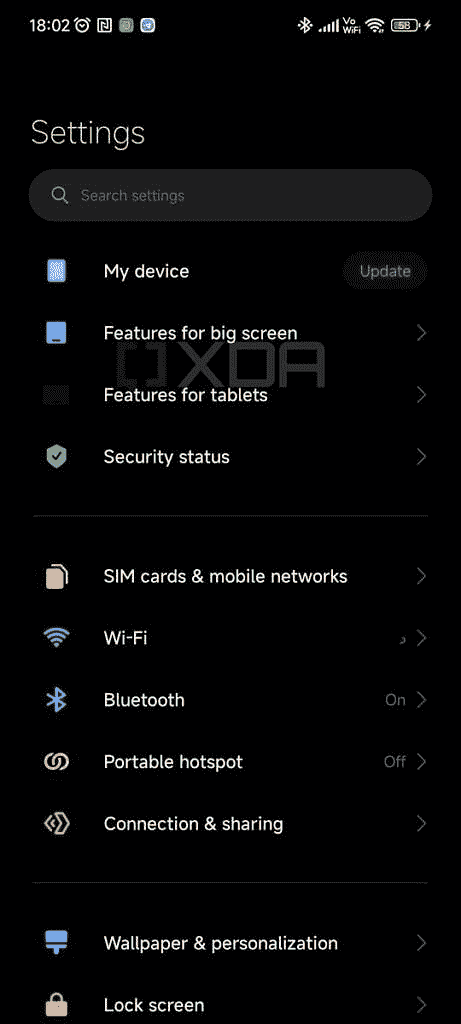 18:02
Vo
WiFi
58
Settings
Search settings
My device
Update
Features for big screen
XDA
Features for tablets
Security status
SIM cards & mobile networks
Wi-Fi
د
Bluetooth
On
Portable hotspot
Off
Connection & sharing
Wallpaper & personalization
Lock screen